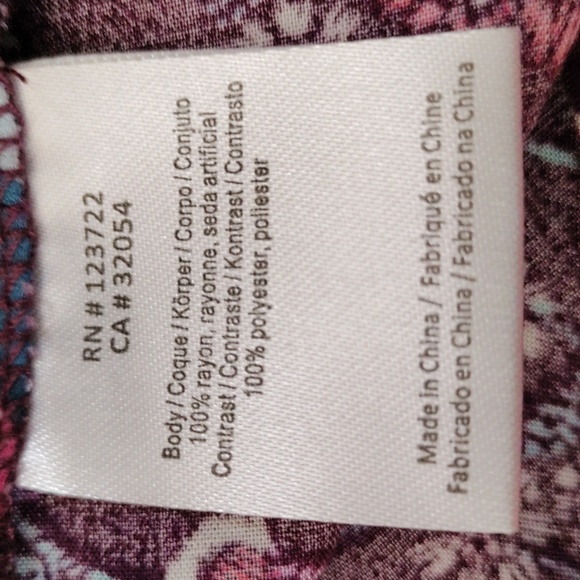 RN # 123722
CA # 32054
Body / Coque / Körper / Corpo / Conjuto
100% rayon, rayonne, seda artificial
Contrast / Contraste / Kontrast / Contrasto
100% polyester, poliester
Made in China / Fabriqué en Chine
Fabricado en China / Fabricado na China